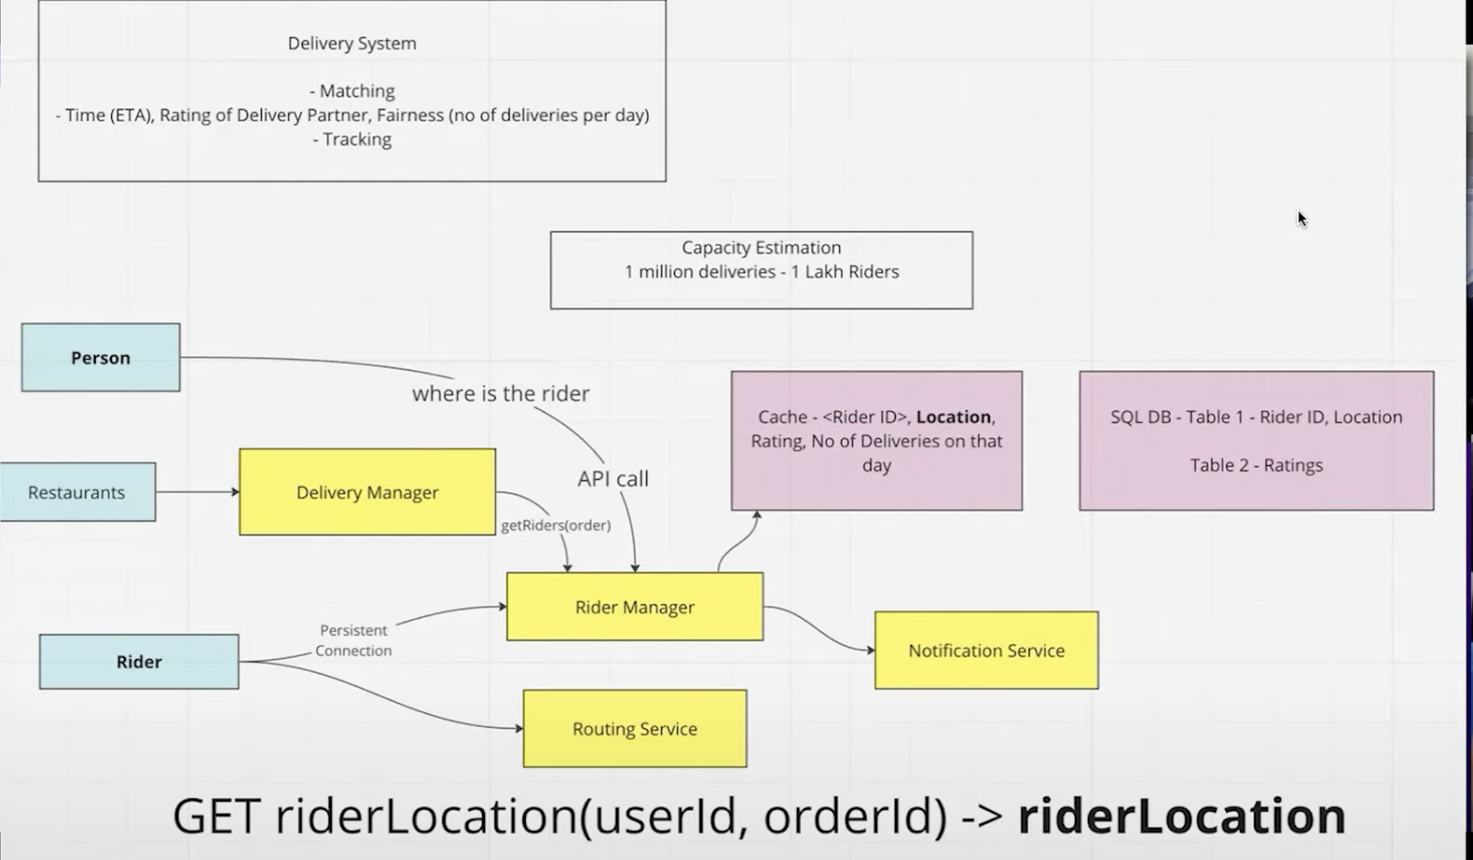 Delivery System
- Matching
- Time (ETA), Rating of Delivery Partner, Fairness (no of deliveries per day)
- Tracking
Capacity Estimation
1 million deliveries - 1 Lakh Riders
Person
where is the rider
Cache - <Rider ID>, Location,
Rating, No of Deliveries on that
day
SQL DB - Table 1 - Rider ID, Location
Table 2 - Ratings
Restaurants
Delivery Manager
API call
getRiders(order)
Rider Manager
Persistent
Connection
Rider
Notification Service
Routing Service
GET riderLocation(userId, orderId) -> riderLocation